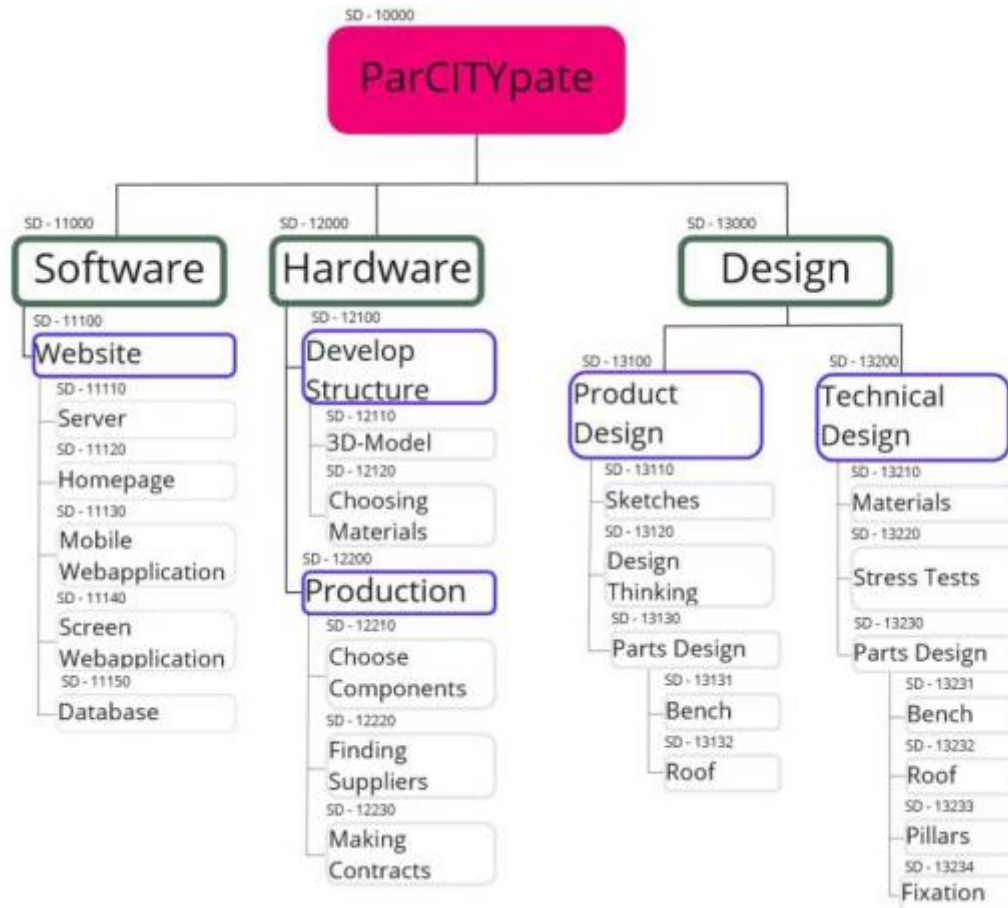 SD - 10000
ParCITYpate
SD - 11000
Software
SD - 11100
Website
SD - 11110
Server
SD - 11120
Homepage
SD - 11130
Mobile
Webapplication
SD - 11140
Screen
Webapplication
SD - 11150
Database
SD - 12000
Hardware
SD - 12100
Develop
Structure
SD - 12110
3D-Model
SD - 12120
Choosing
Materials
SD - 12200
Production
SD - 12210
Choose
Components
SD - 12220
Finding
Suppliers
SD - 12230
Making
Contracts
SD - 13000
Design
SD - 13100
Product
Design
SD - 13110
Sketches
SD - 13120
Design
Thinking
SD - 13130
Parts Design
SD - 13131
Bench
SD - 13132
Roof
SD - 13200
Technical
Design
SD - 13210
Materials
SD - 13220
Stress Tests
SD - 13230
Parts Design
SD - 13231
Bench
SD - 13232
Roof
SD - 13233
Pillars
SD - 13234
Fixation